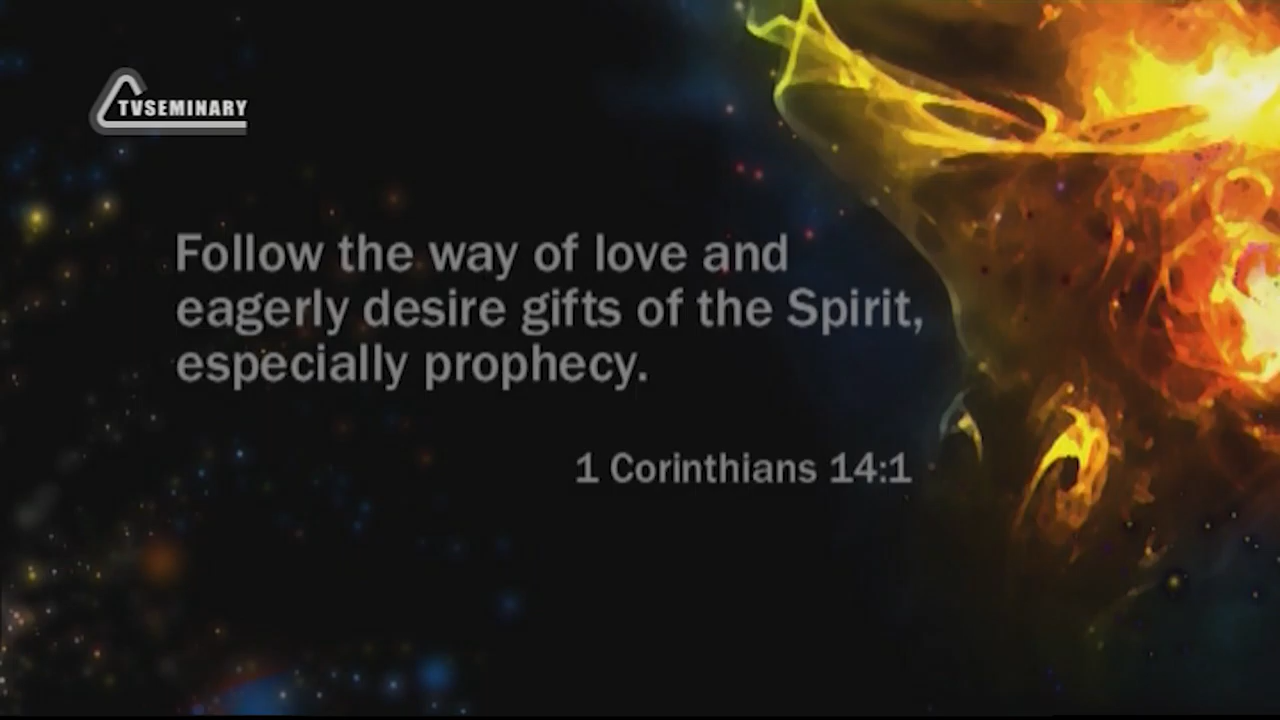 TVSEMINARY
Follow the way of love and
eagerly desire gifts of the Spirit,
especially prophecy.
1 Corinthians 14:1